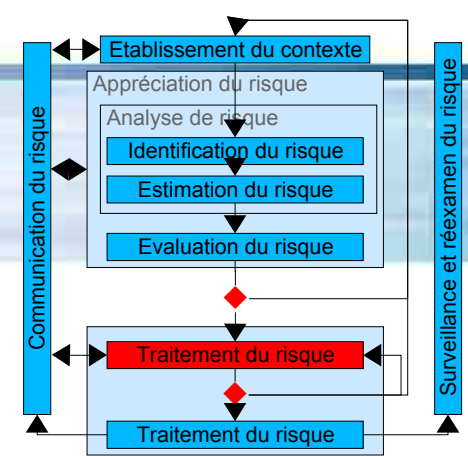 Etablissement du contexte
Appréciation du risque
Analyse de risque
Identification du risque
Estimation du risque
Evaluation du risque
Traitement du risque
Traitement du risque
Communication du risque
Surveillance et réexamen du risque